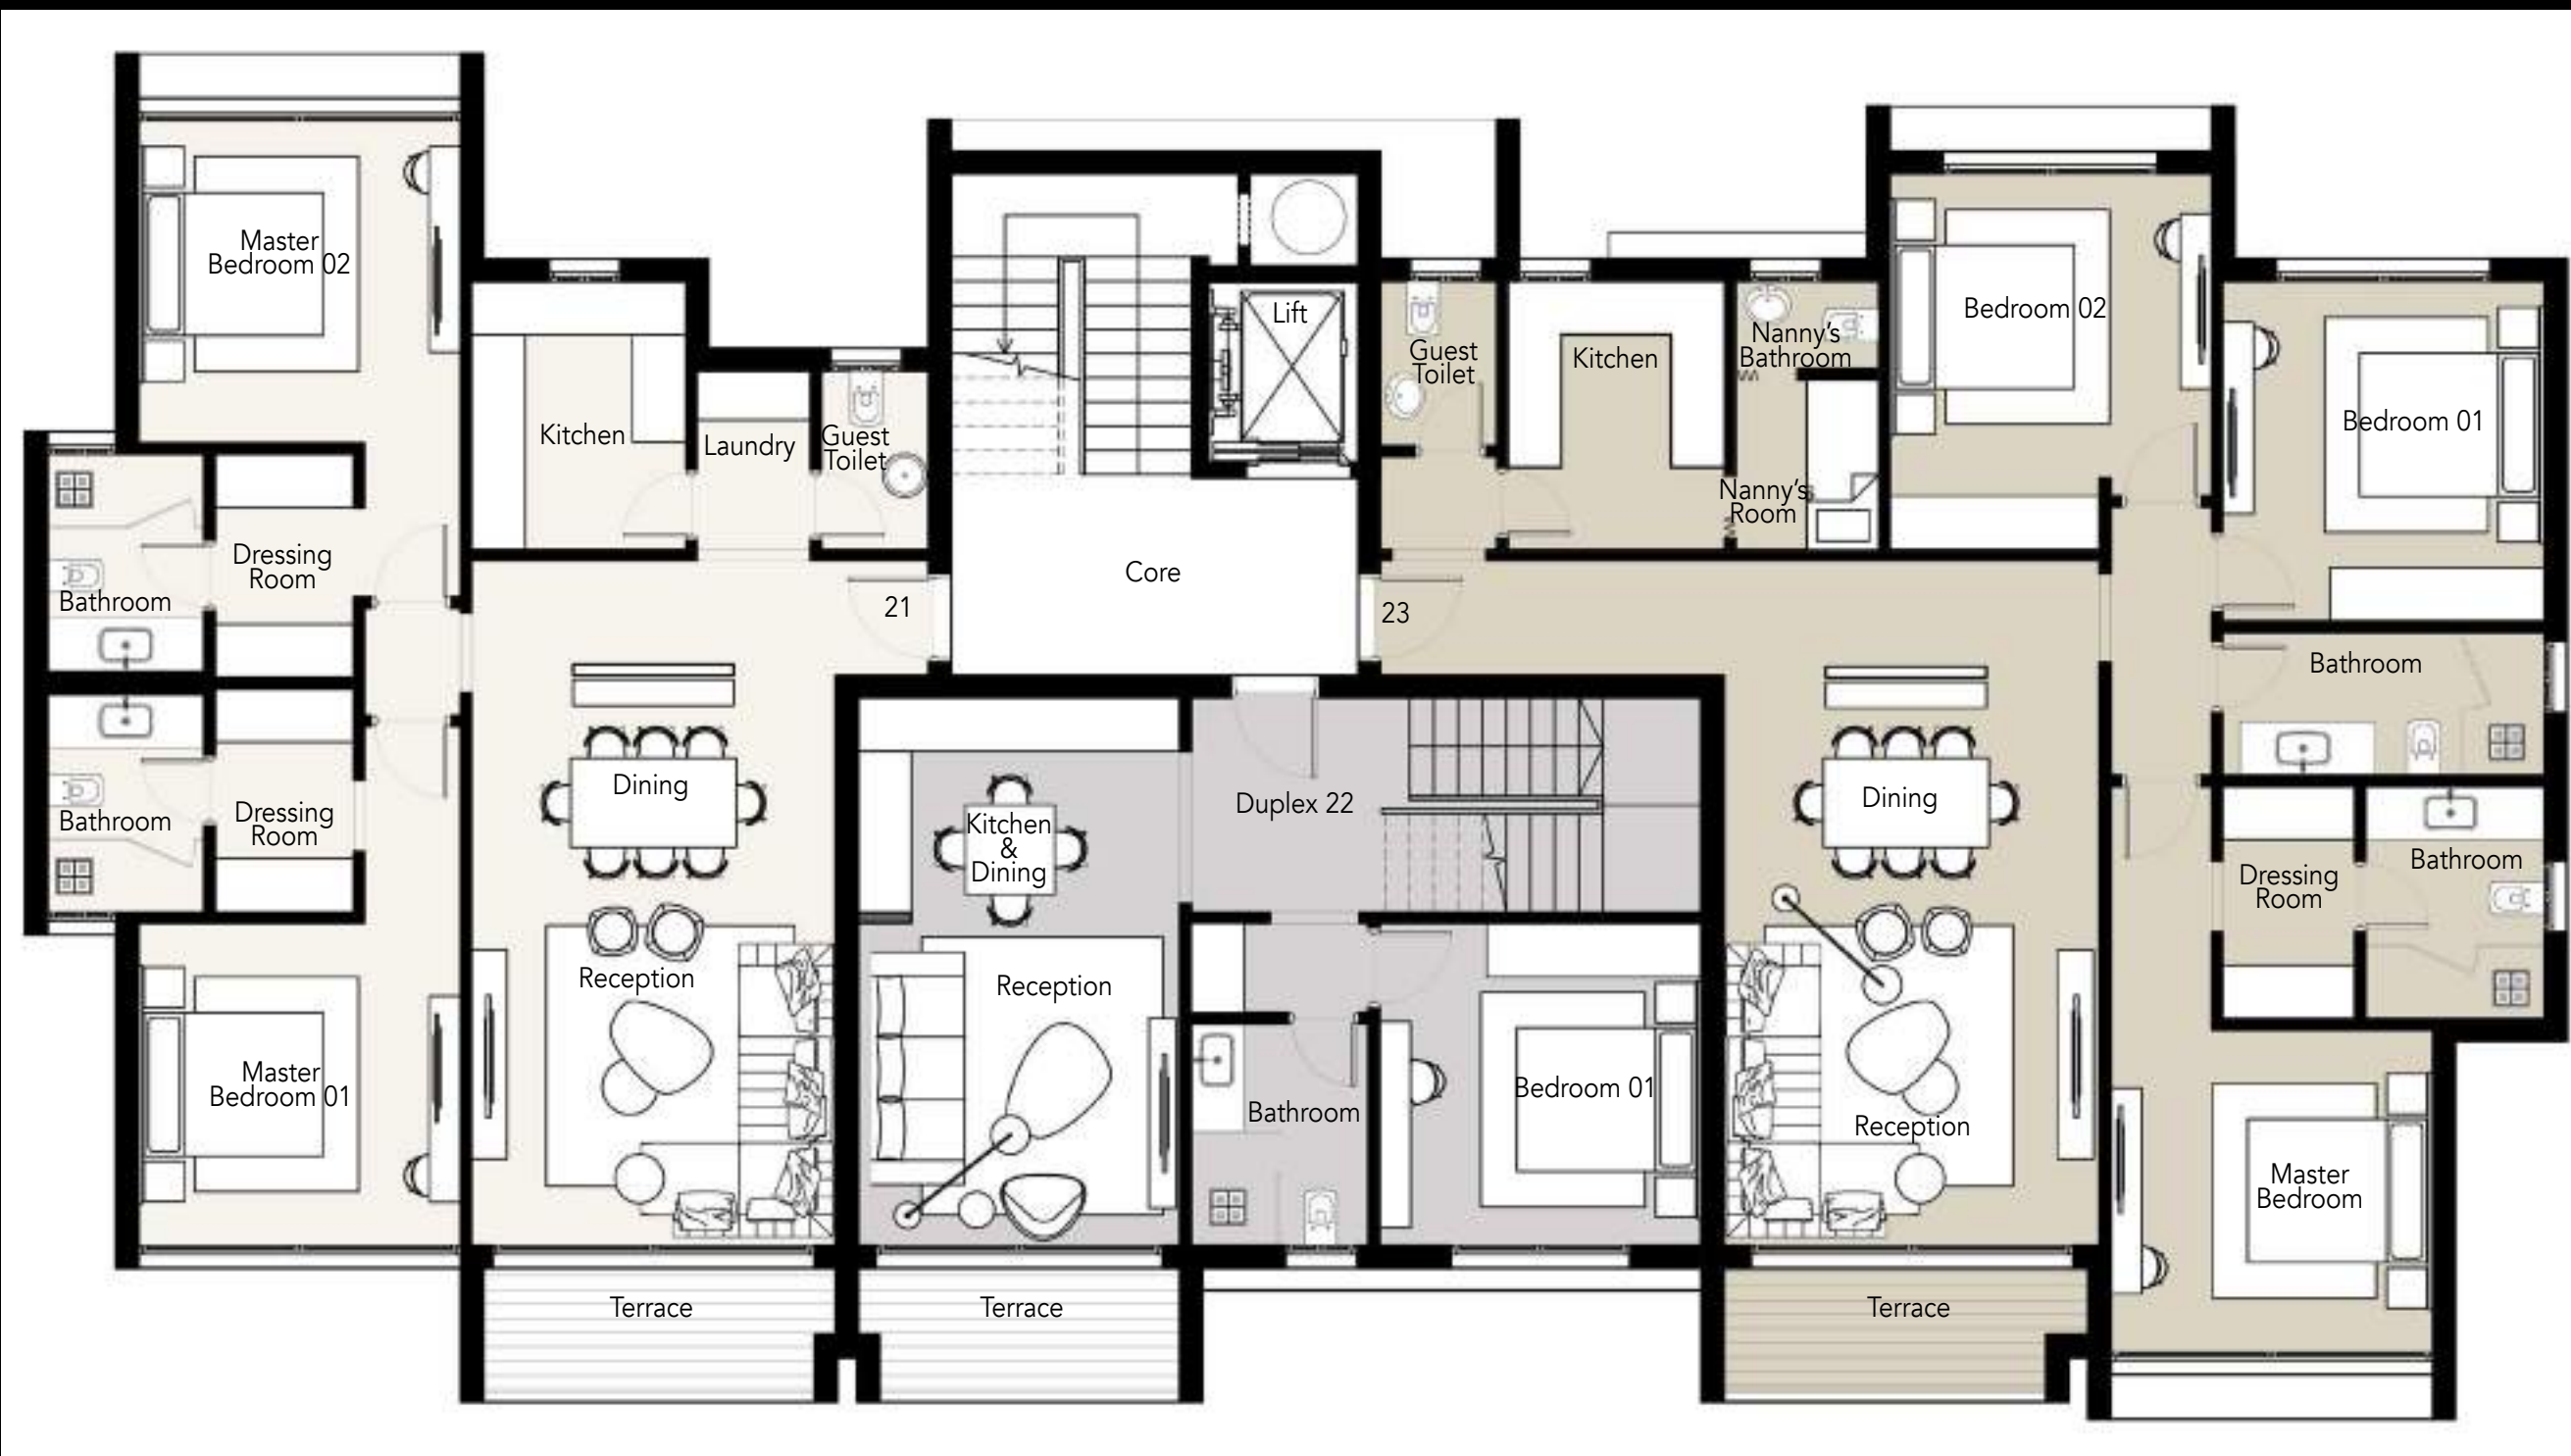 Master
Bedroom 02
Kitchen
Laundry
Guest
Toilet
Dressing
Room
Bathroom
21
Bathroom
Dressing
Room
Dining
Reception
Master
Bedroom 01
Terrace
Lift
Core
Kitchen
&
Dining
Reception
Terrace
Duplex 22
Bathroom
Bedroom 01
23
Guest
Toilet
Kitchen
Nanny's
Bathroom
Nanny's
Room
Bedroom 02
Bedroom 01
Bathroom
Dining
Dressing
Room
Bathroom
Reception
Master
Bedroom
Terrace